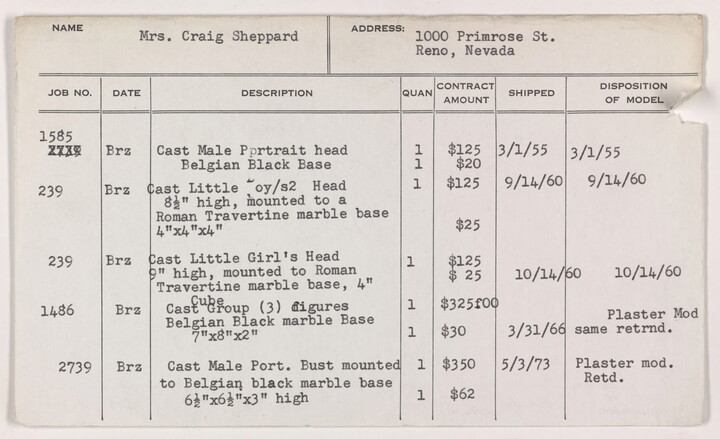 NAME Mrs. Craig Sheppard ADDRESS: 1000 Primrose St.
Reno, Nevada
JOB NO. DATE DESCRIPTION QUAN CONTRACT AMOUNT SHIPPED DISPOSITION OF MODEL
1585
2739 Brz Cast Male Pprtrait head 1 $125 3/1/55 3/1/55
Belgian Black Base 1 $20
239 Brz Cast Little oy/s2 Head 1 $125 9/14/60 9/14/60
8½" high, mounted to a
Roman Travertine marble base $25
4"x4"x4"
239 Brz Cast Little Girl's Head 1 $125
9" high, mounted to Roman $ 25 10/14/60 10/14/60
Travertine marble base, 4"
Cube
1486 Brz Cast Group (3) figures 1 $325f00 Plaster Mod
Belgian Black marble Base 1 $30 3/31/66 same retrnd.
7"x8"x2"
2739 Brz Cast Male Port. Bust mounted 1 $350 5/3/73 Plaster mod.
to Belgian black marble base Retd.
6½"x6½"x3" high 1 $62